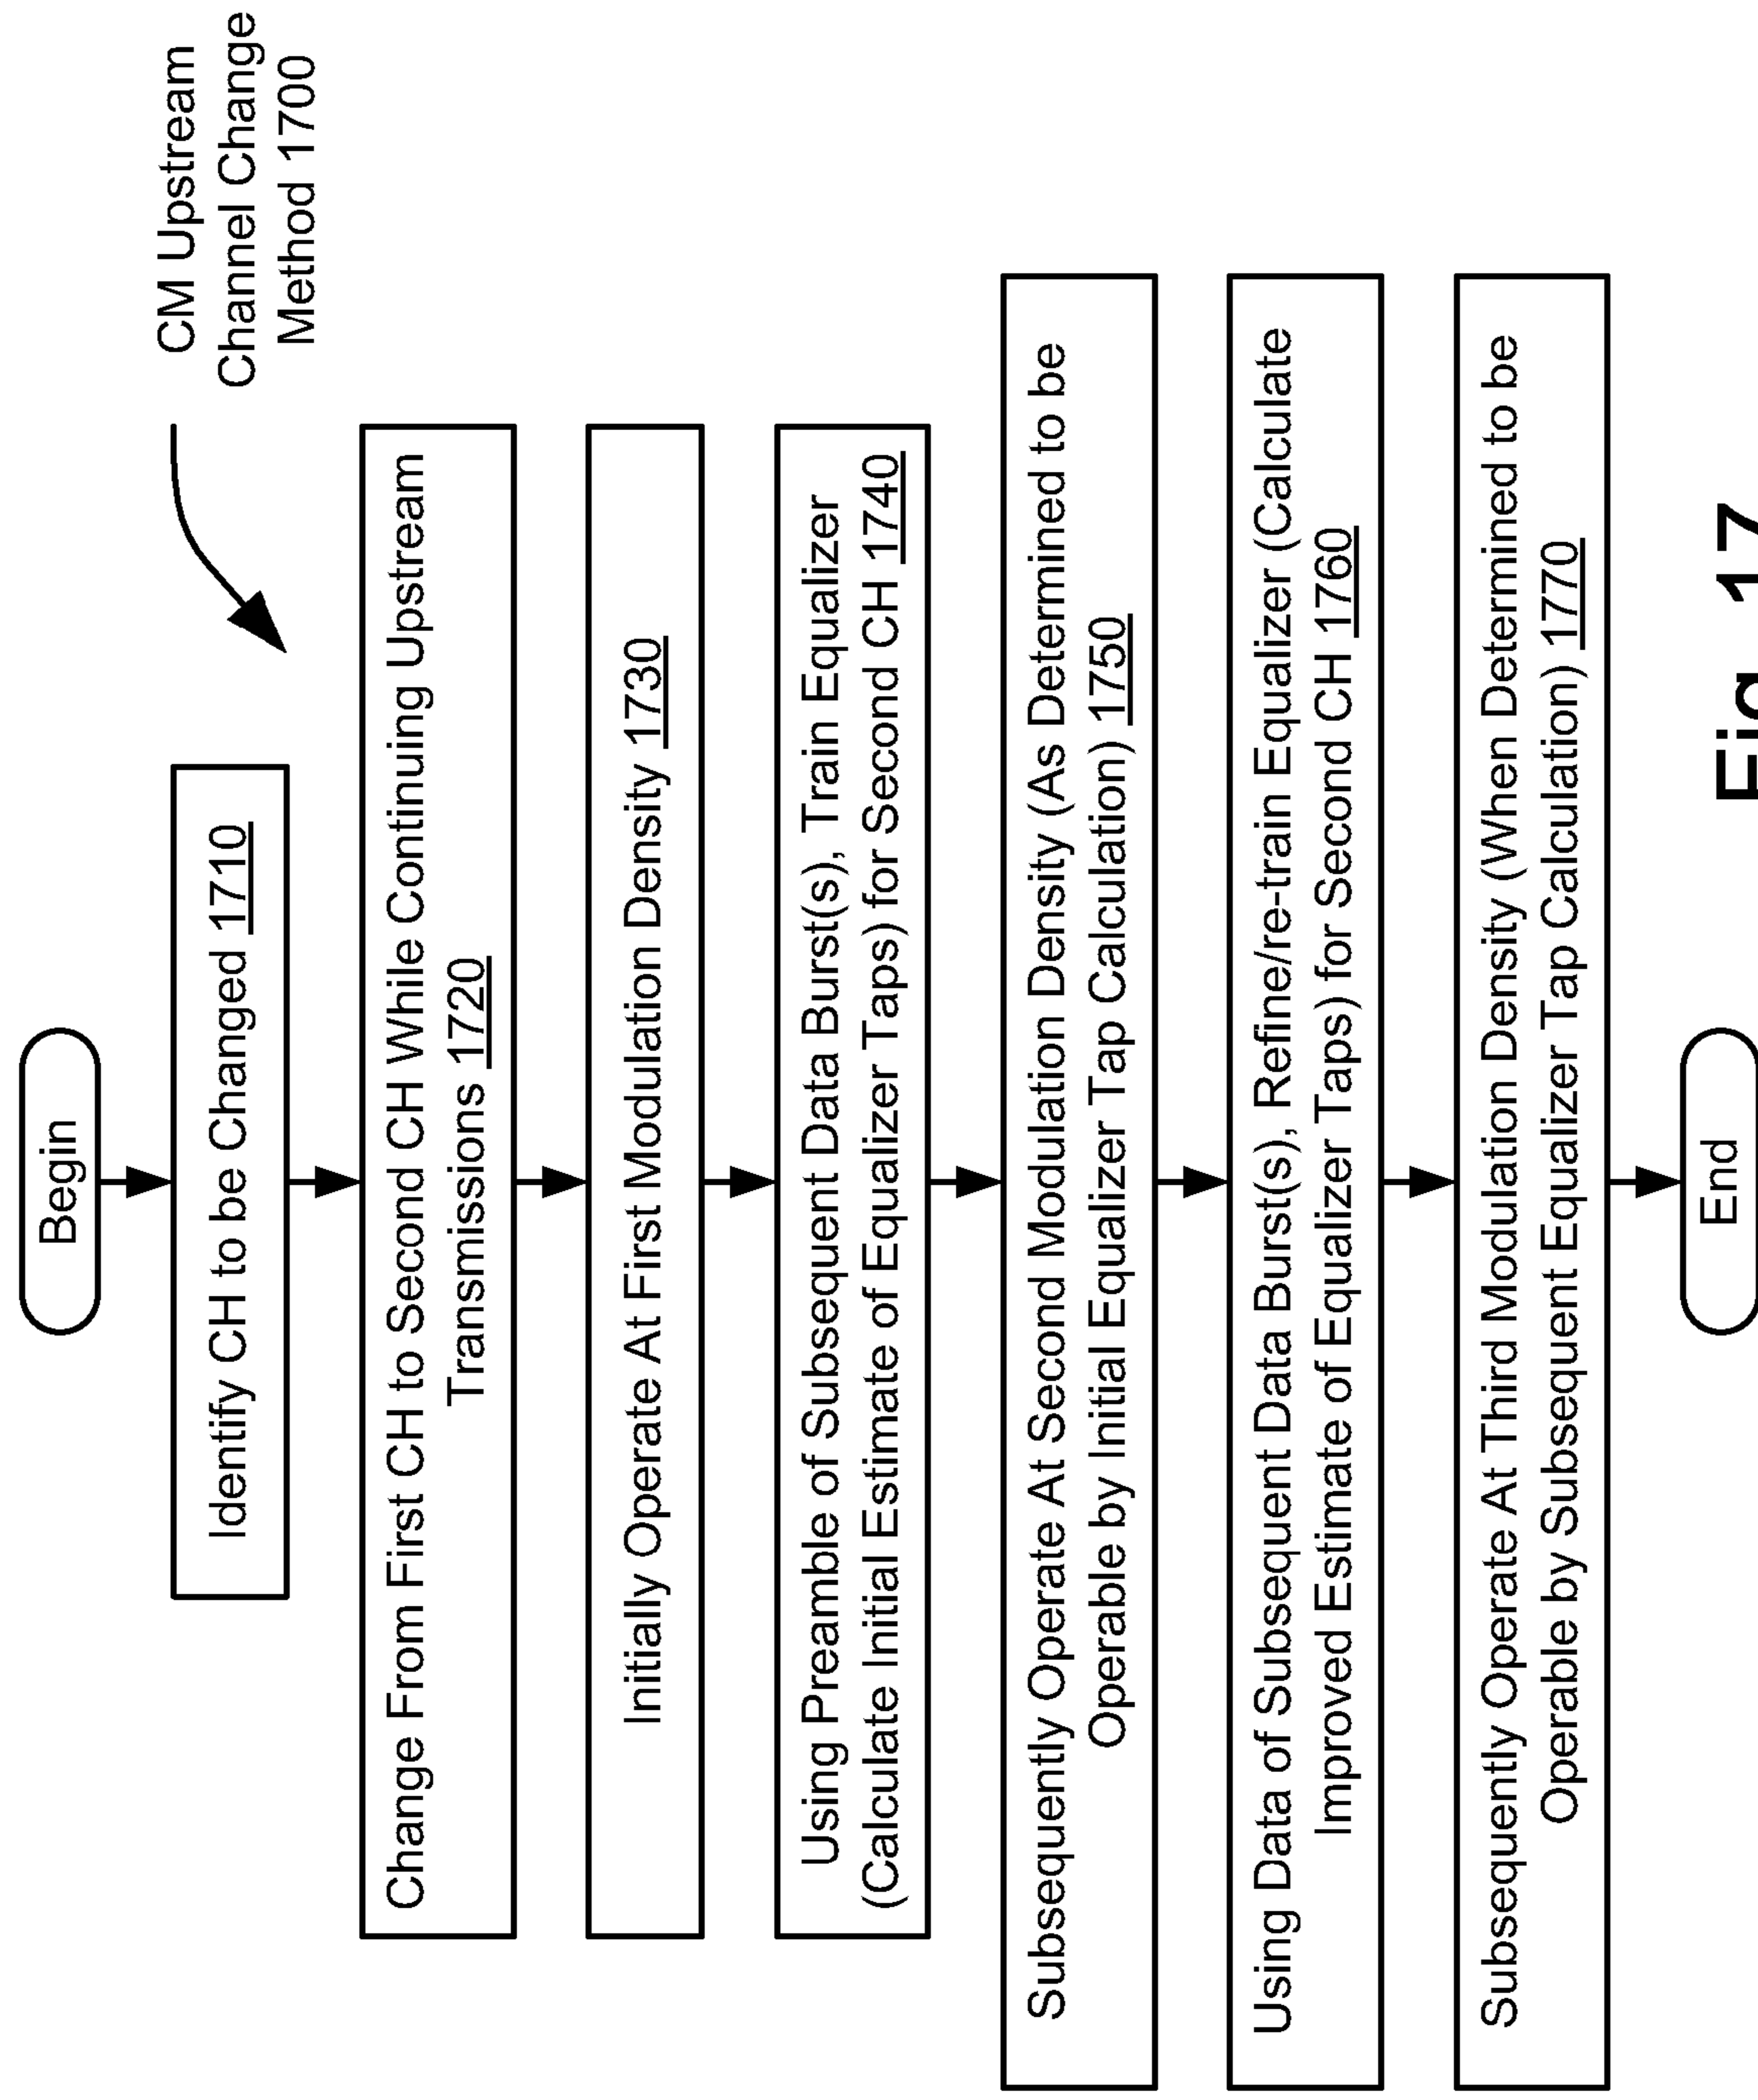 CM Upstream
Channel Change
Method 1700
Begin
Identify CH to be Changed 1710
Change From First CH to Second CH While Continuing Upstream
Transmissions 1720
Initially Operate At First Modulation Density 1730
Using Preamble of Subsequent Data Burst(s), Train Equalizer
(Calculate Initial Estimate of Equalizer Taps) for Second CH 1740
Subsequently Operate At Second Modulation Density (As Determined to be
Operable by Initial Equalizer Tap Calculation) 1750
Using Data of Subsequent Data Burst(s), Refine/re-train Equalizer (Calculate
Improved Estimate of Equalizer Taps) for Second CH 1760
Subsequently Operate At Third Modulation Density (When Determined to be
Operable by Subsequent Equalizer Tap Calculation) 1770
End
Fig. 17